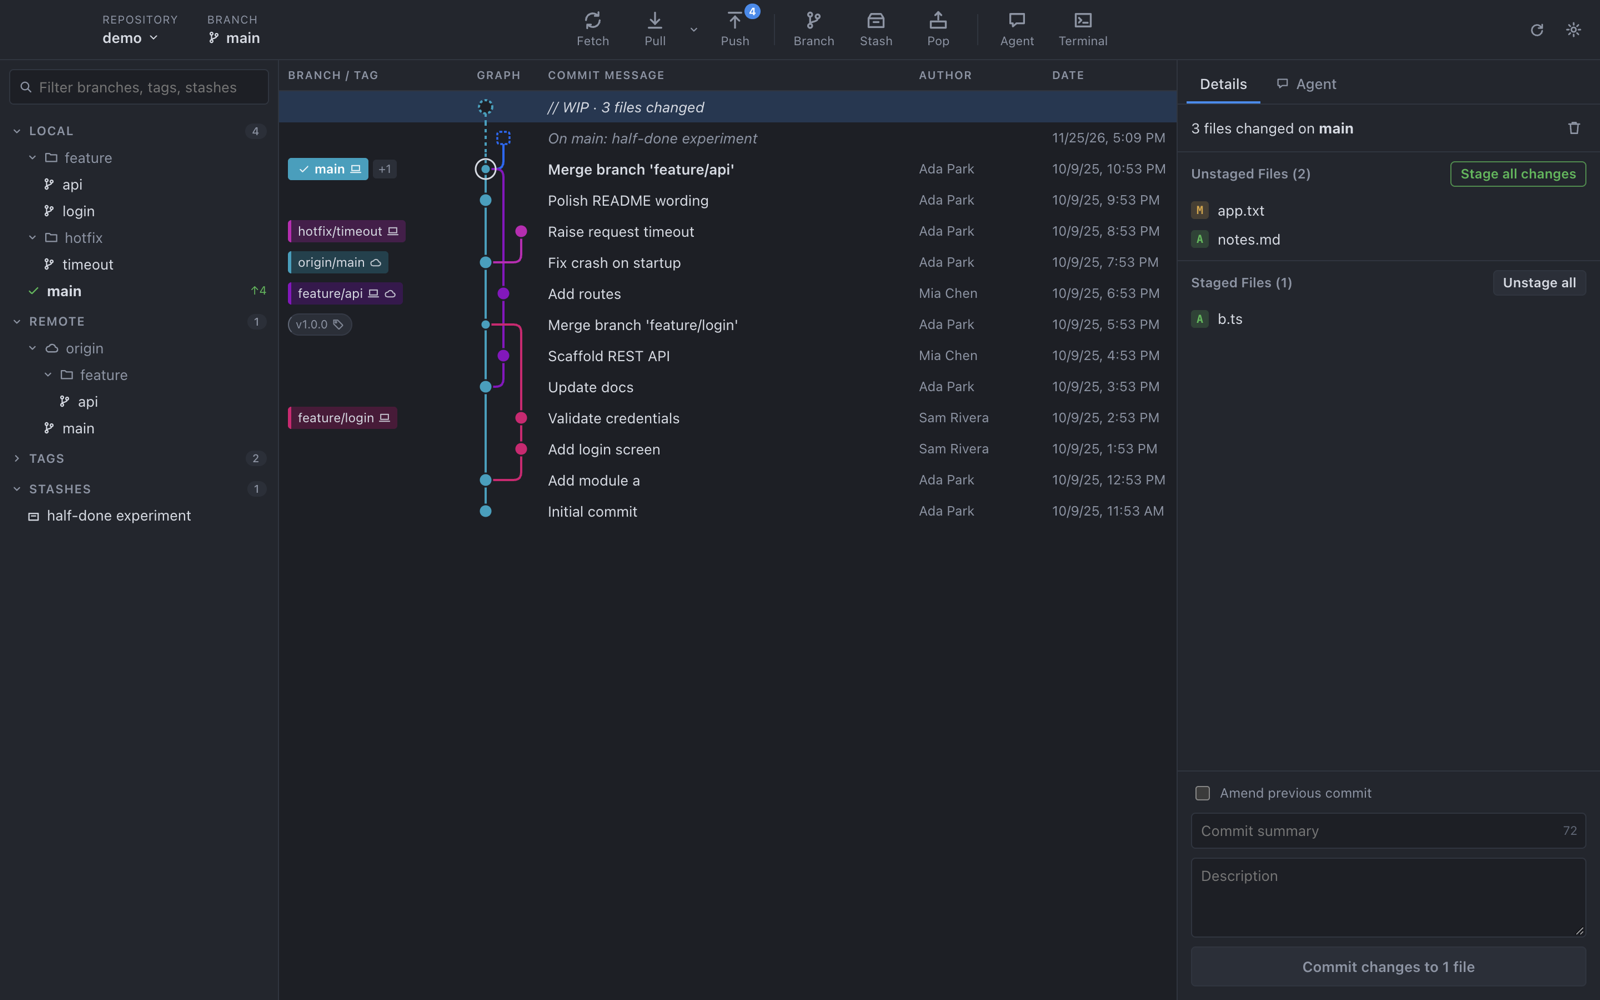 REPOSITORY
demo
BRANCH
main
Fetch
Pull
4
Push
Branch
Stash
Pop
Agent
Terminal
Filter branches, tags, stashes
LOCAL 4
feature
api
login
hotfix
timeout
main ↑4
REMOTE 1
origin
feature
api
main
TAGS 2
STASHES 1
half-done experiment
BRANCH / TAG GRAPH COMMIT MESSAGE AUTHOR DATE
// WIP · 3 files changed
On main: half-done experiment 11/25/26, 5:09 PM
main +1 Merge branch 'feature/api' Ada Park 10/9/25, 10:53 PM
Polish README wording Ada Park 10/9/25, 9:53 PM
hotfix/timeout Raise request timeout Ada Park 10/9/25, 8:53 PM
origin/main Fix crash on startup Ada Park 10/9/25, 7:53 PM
feature/api Add routes Mia Chen 10/9/25, 6:53 PM
v1.0.0 Merge branch 'feature/login' Ada Park 10/9/25, 5:53 PM
Scaffold REST API Mia Chen 10/9/25, 4:53 PM
Update docs Ada Park 10/9/25, 3:53 PM
feature/login Validate credentials Sam Rivera 10/9/25, 2:53 PM
Add login screen Sam Rivera 10/9/25, 1:53 PM
Add module a Ada Park 10/9/25, 12:53 PM
Initial commit Ada Park 10/9/25, 11:53 AM
Details Agent
3 files changed on main
Unstaged Files (2) Stage all changes
M app.txt
A notes.md
Staged Files (1) Unstage all
A b.ts
Amend previous commit
Commit summary 72
Description
Commit changes to 1 file